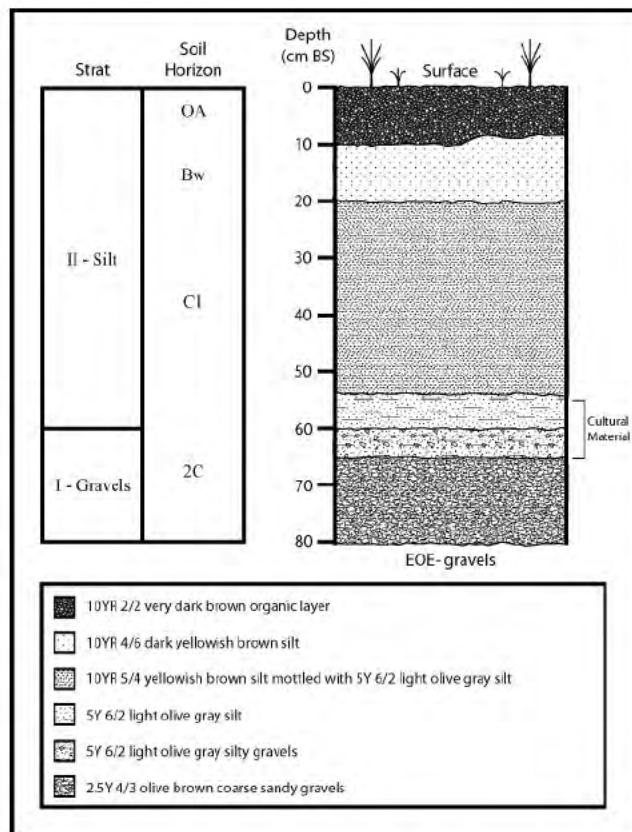 Strat
Soil
Horizon
Depth
(cm BS)
Surface
0
10
20
30
40
50
60
70
80
OA
Bw
C1
2C
II - Silt
I - Gravels
Cultural
Material
EOE- gravels
10YR 2/2 very dark brown organic layer
10YR 4/6 dark yellowish brown silt
10YR 5/4 yellowish brown silt mottled with 5Y 6/2 light olive gray silt
5Y 6/2 light olive gray silt
5Y 6/2 light olive gray silty gravels
2.5Y 4/3 olive brown coarse sandy gravels